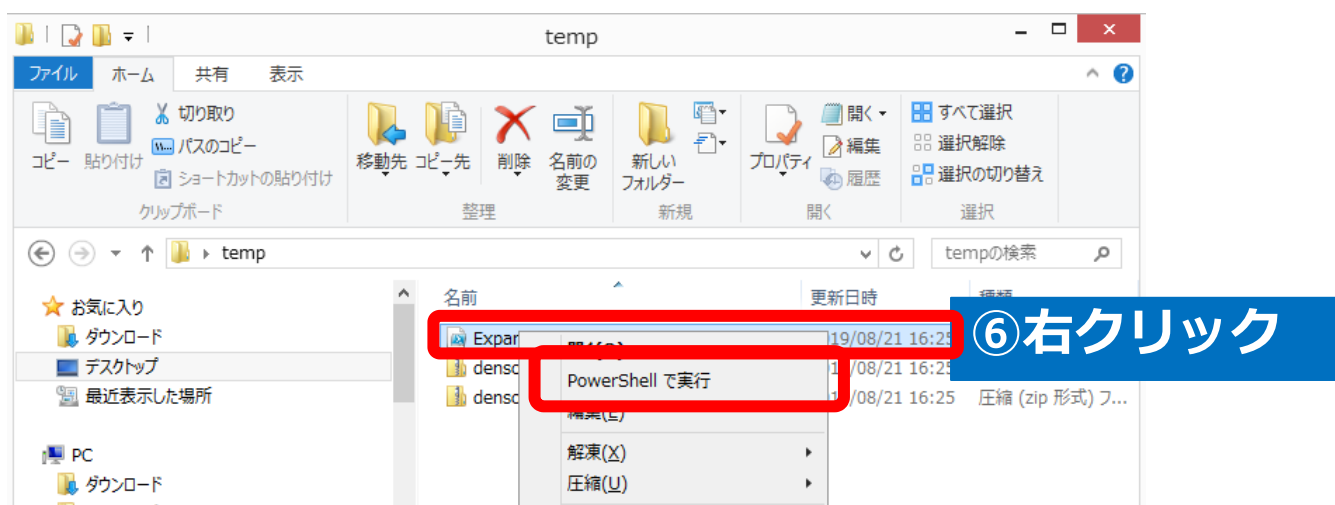 temp
ファイル ホーム 共有 表示
コピー 貼り付け 切り取り
パスのコピー
ショートカットの貼り付け
クリップボード
移動先 コピー先 削除 名前の変更
整理
新しいフォルダー
新規
プロパティ 開く
編集
履歴
開く
すべて選択
選択解除
選択の切り替え
選択
temp
tempの検索
お気に入り
ダウンロード
デスクトップ
最近表示した場所
PC
ダウンロード
名前 更新日時
Expan 19/08/21 16:25
denso /08/21 16:25
denso /08/21 16:25 圧縮 (zip 形式) フ...
PowerShell で実行
編集(E)
解凍(X)
圧縮(U)
⑥右クリック